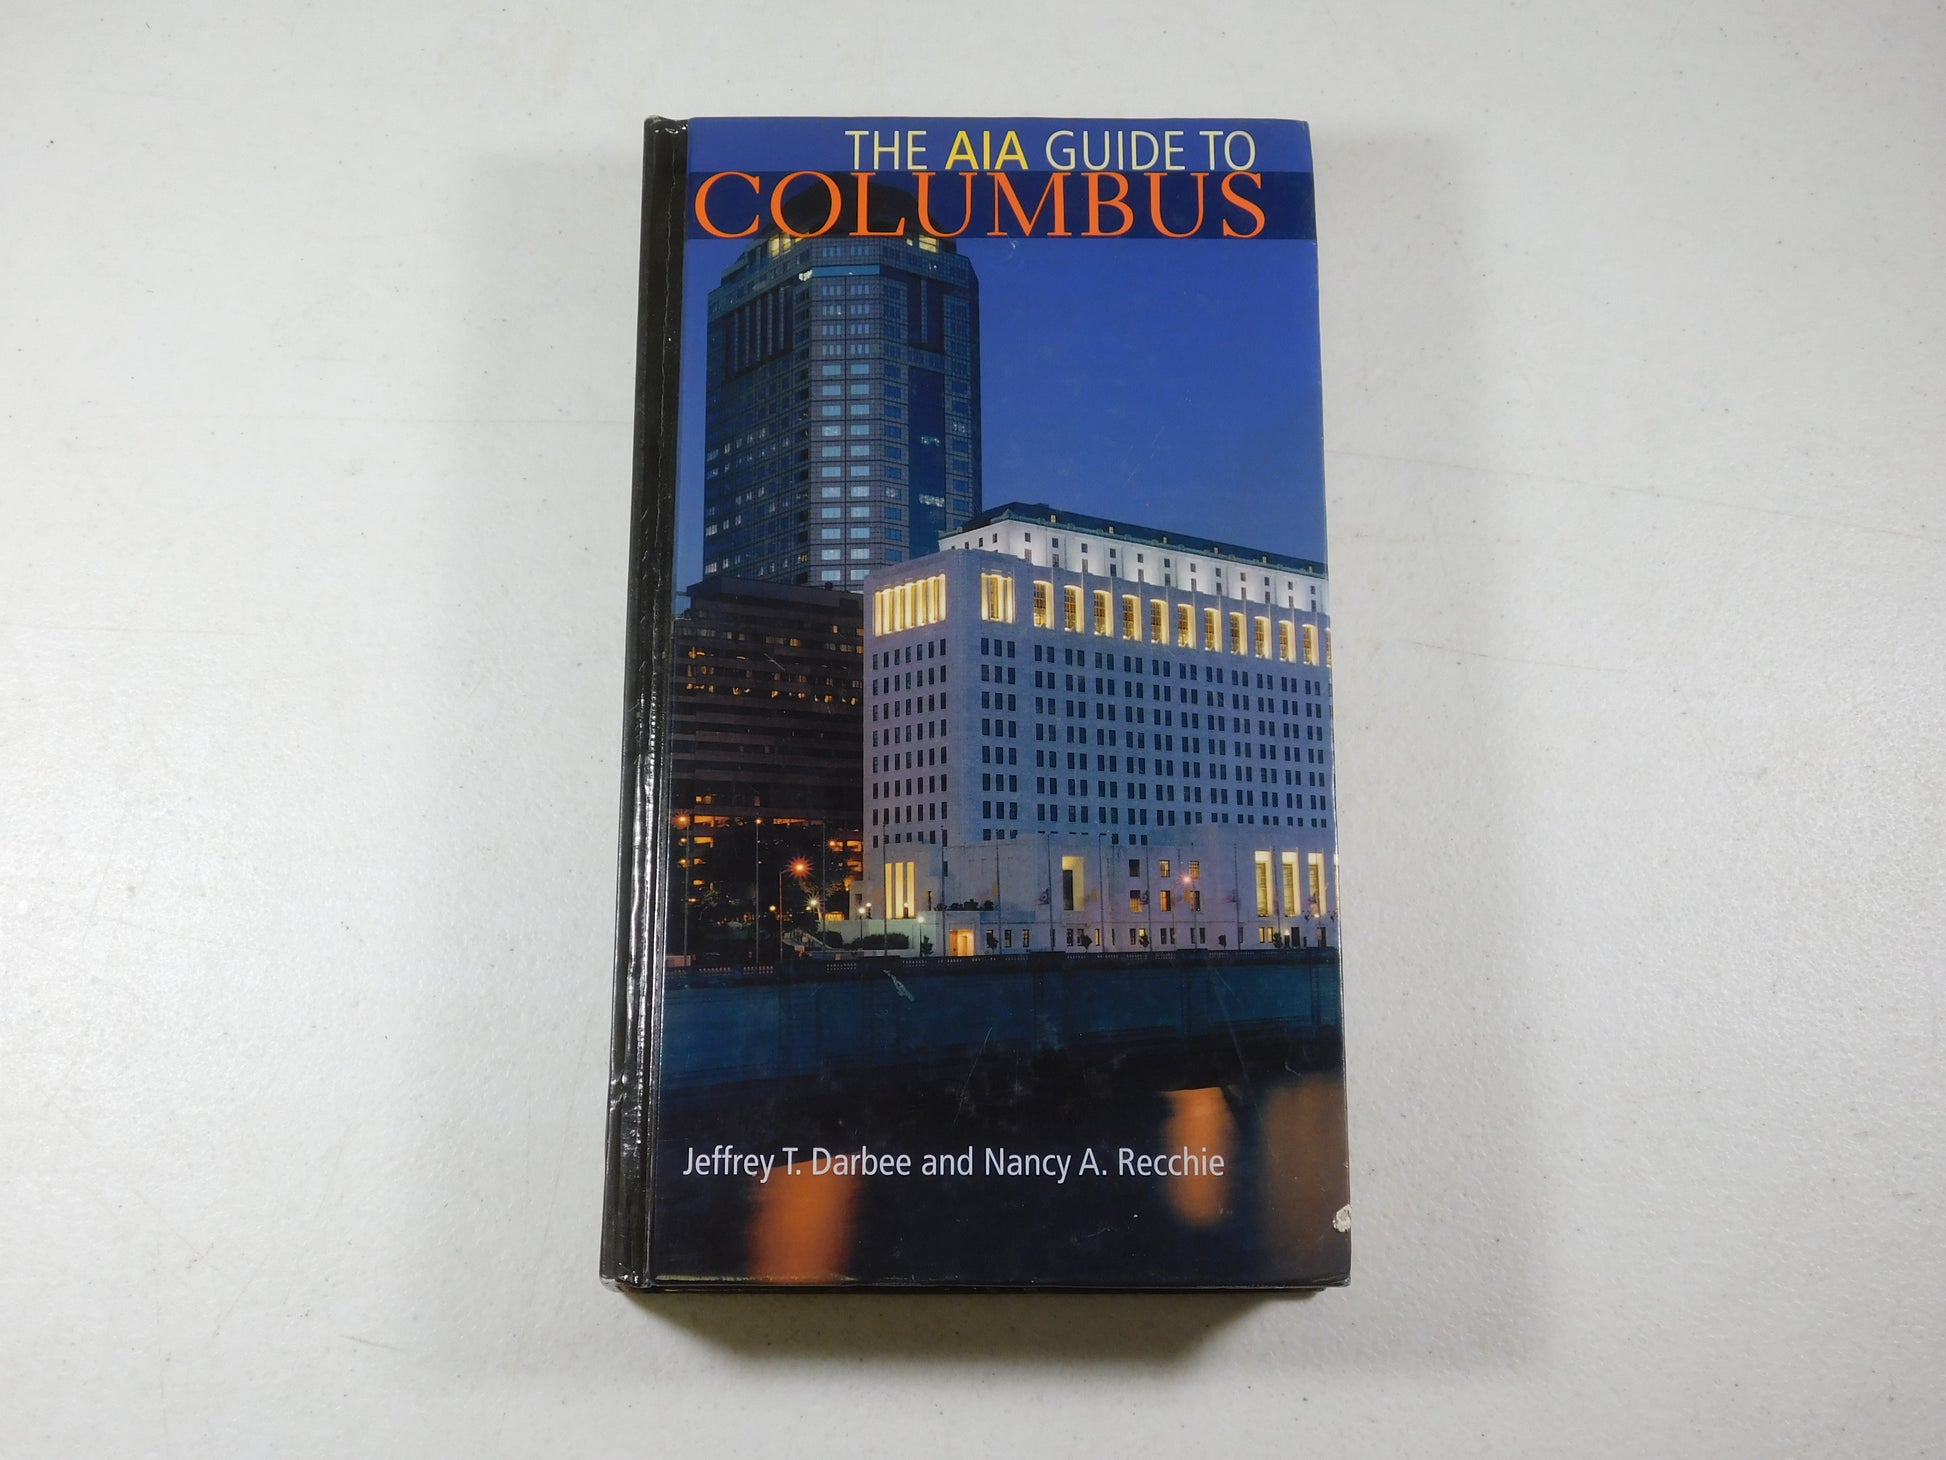 THE AIA GUIDE TO
COLUMBUS
Jeffrey T. Darbee and Nancy A. Recchie